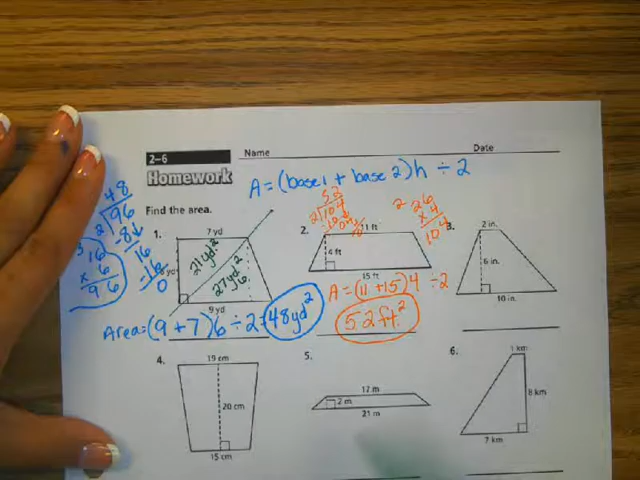 2-6
Name
Date
Homework
A = (base 1 + base 2)h ÷ 2
Find the area.
1.
7 yd
21 yd²
27 yd²
9 yd
Area = (9 + 7)6 ÷ 2 = 48 yd²
48
2 96
-8
16
-16
0
16
× 6
96
2.
11 ft
4 ft
15 ft
A = (11 + 15)4 ÷ 2
52 ft²
52
2 104
26
× 4
104
3.
2 in.
6 in.
10 in.
4.
19 cm
20 cm
15 cm
5.
17 m
2 m
21 m
6.
1 km
8 km
7 km